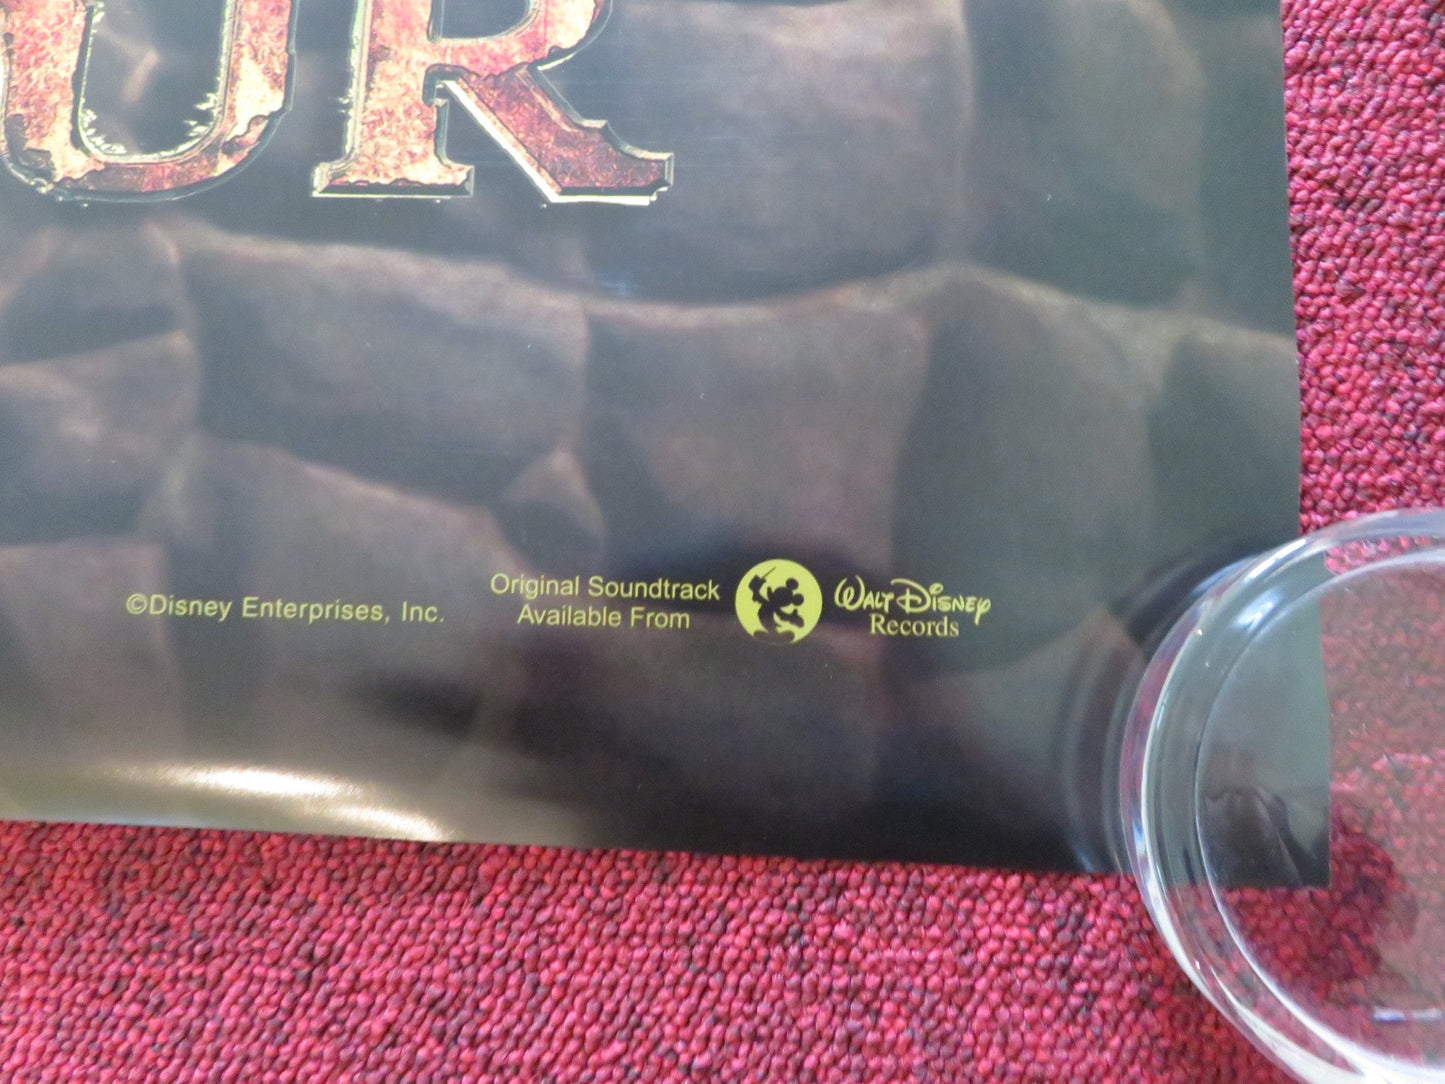 UR
©Disney Enterprises, Inc.
Original Soundtrack
Available From
WALT DISNEY
Records